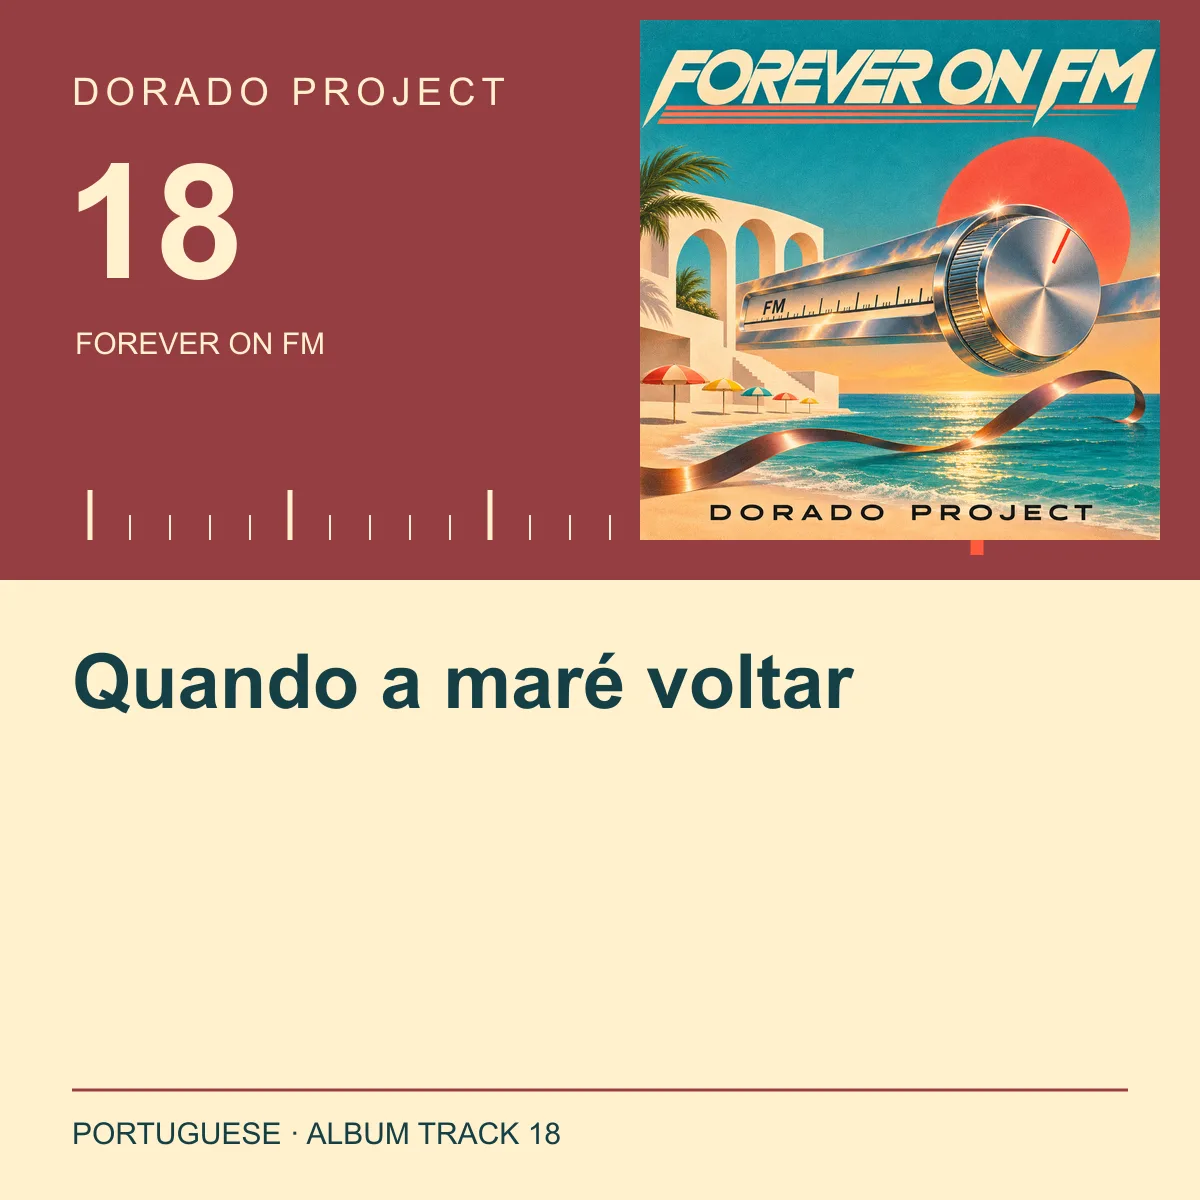 DORADO PROJECT
18
FOREVER ON FM
FOREVER ON FM
FM
DORADO PROJECT
Quando a maré voltar
PORTUGUESE · ALBUM TRACK 18